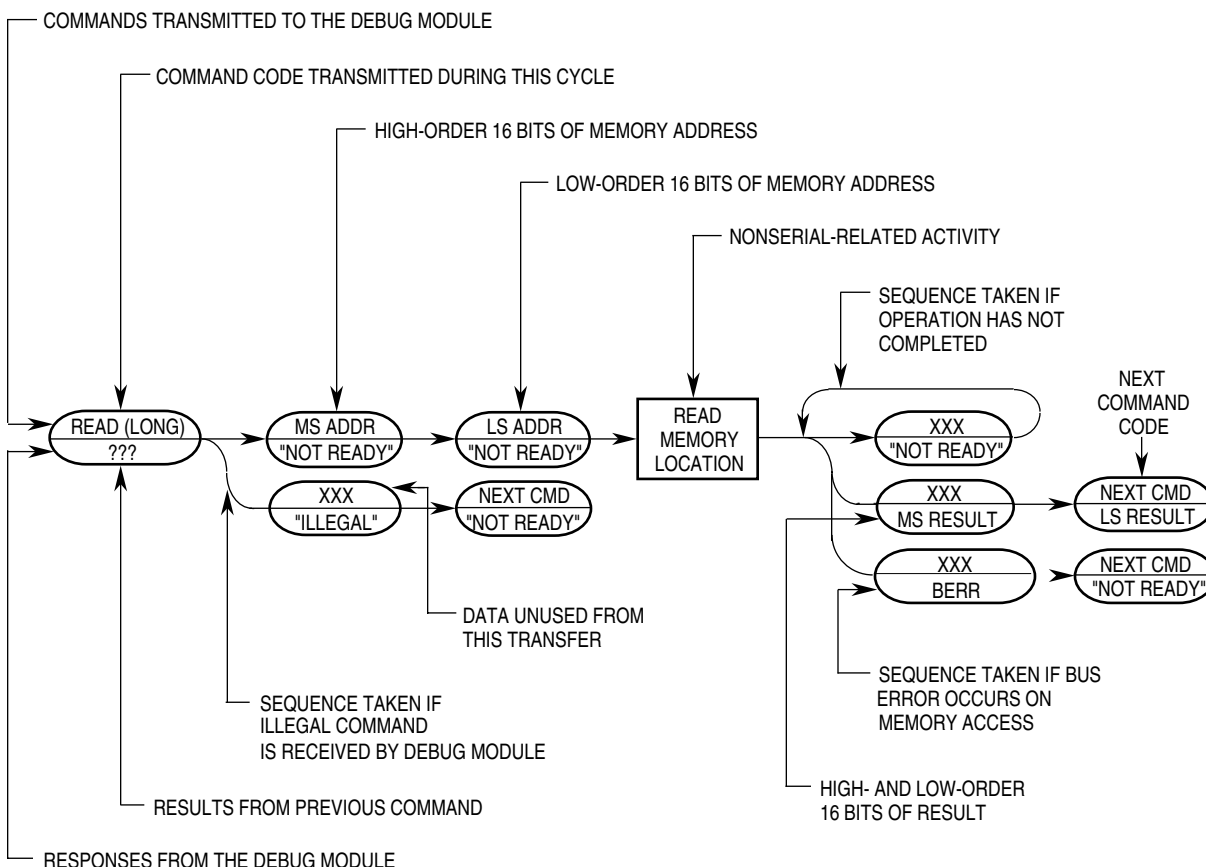 COMMANDS TRANSMITTED TO THE DEBUG MODULE
COMMAND CODE TRANSMITTED DURING THIS CYCLE
HIGH-ORDER 16 BITS OF MEMORY ADDRESS
LOW-ORDER 16 BITS OF MEMORY ADDRESS
NONSERIAL-RELATED ACTIVITY
SEQUENCE TAKEN IF
OPERATION HAS NOT
COMPLETED
NEXT
COMMAND
CODE
READ (LONG)
???
MS ADDR
"NOT READY"
LS ADDR
"NOT READY"
READ
MEMORY
LOCATION
XXX
"NOT READY"
XXX
"ILLEGAL"
NEXT CMD
"NOT READY"
XXX
MS RESULT
NEXT CMD
LS RESULT
XXX
BERR
NEXT CMD
"NOT READY"
DATA UNUSED FROM
THIS TRANSFER
SEQUENCE TAKEN IF
ILLEGAL COMMAND
IS RECEIVED BY DEBUG MODULE
SEQUENCE TAKEN IF BUS
ERROR OCCURS ON
MEMORY ACCESS
HIGH- AND LOW-ORDER
16 BITS OF RESULT
RESULTS FROM PREVIOUS COMMAND
RESPONSES FROM THE DEBUG MODULE